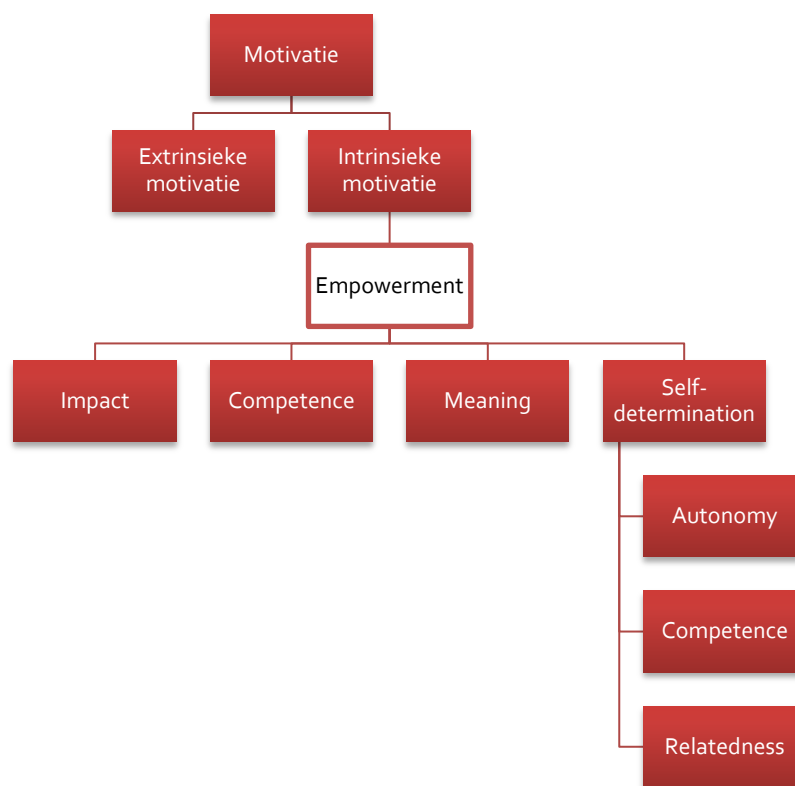 Motivatie
Extrinsieke
motivatie
Intrinsieke
motivatie
Empowerment
Impact
Competence
Meaning
Self-
determination
Autonomy
Competence
Relatedness